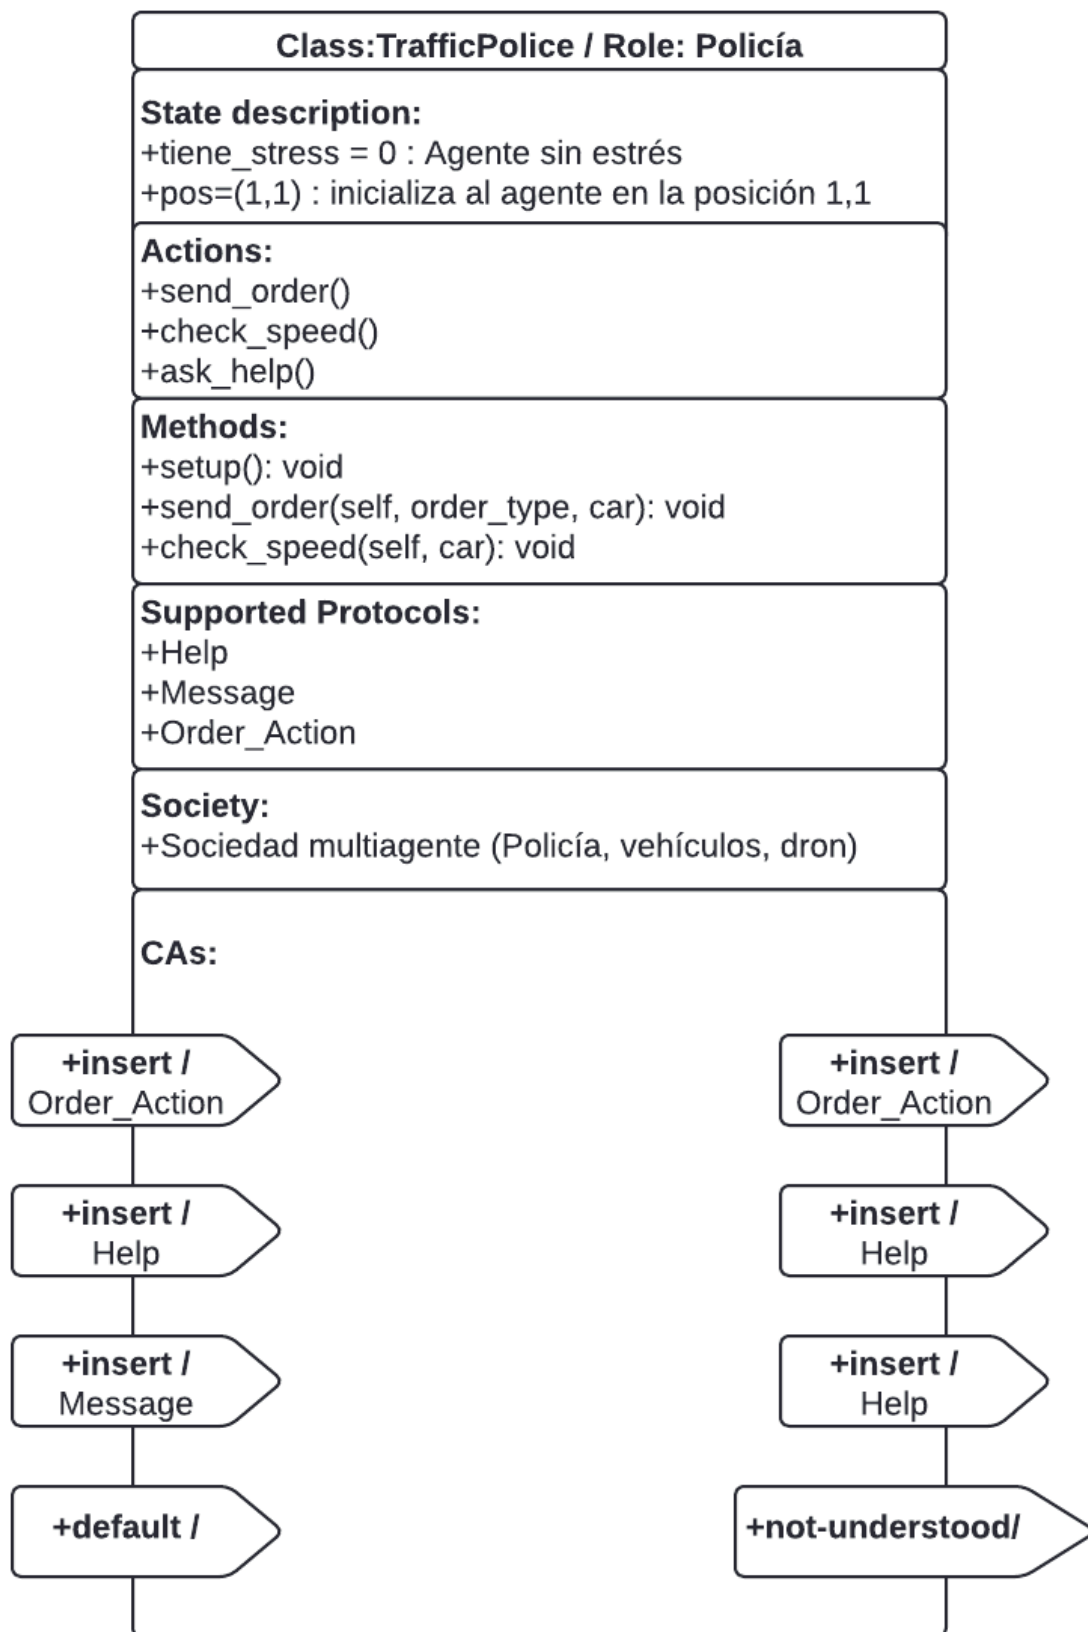 Class:TrafficPolice / Role: Policía
State description:
+tiene_stress = 0 : Agente sin estrés
+pos=(1,1) : inicializa al agente en la posición 1,1
Actions:
+send_order()
+check_speed()
+ask_help()
Methods:
+setup(): void
+send_order(self, order_type, car): void
+check_speed(self, car): void
Supported Protocols:
+Help
+Message
+Order_Action
Society:
+Sociedad multiagente (Policía, vehículos, dron)
CAs:
+insert /
Order_Action
+insert /
Order_Action
+insert /
Help
+insert /
Help
+insert /
Message
+insert /
Help
+default /
+not-understood/